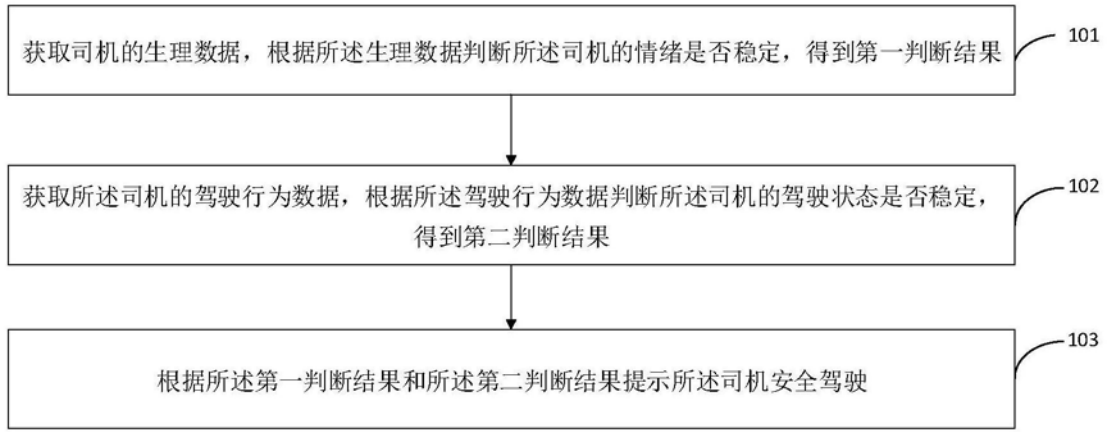 获取司机的生理数据，根据所述生理数据判断所述司机的情绪是否稳定，得到第一判断结果
101
获取所述司机的驾驶行为数据，根据所述驾驶行为数据判断所述司机的驾驶状态是否稳定，
得到第二判断结果
102
根据所述第一判断结果和所述第二判断结果提示所述司机安全驾驶
103